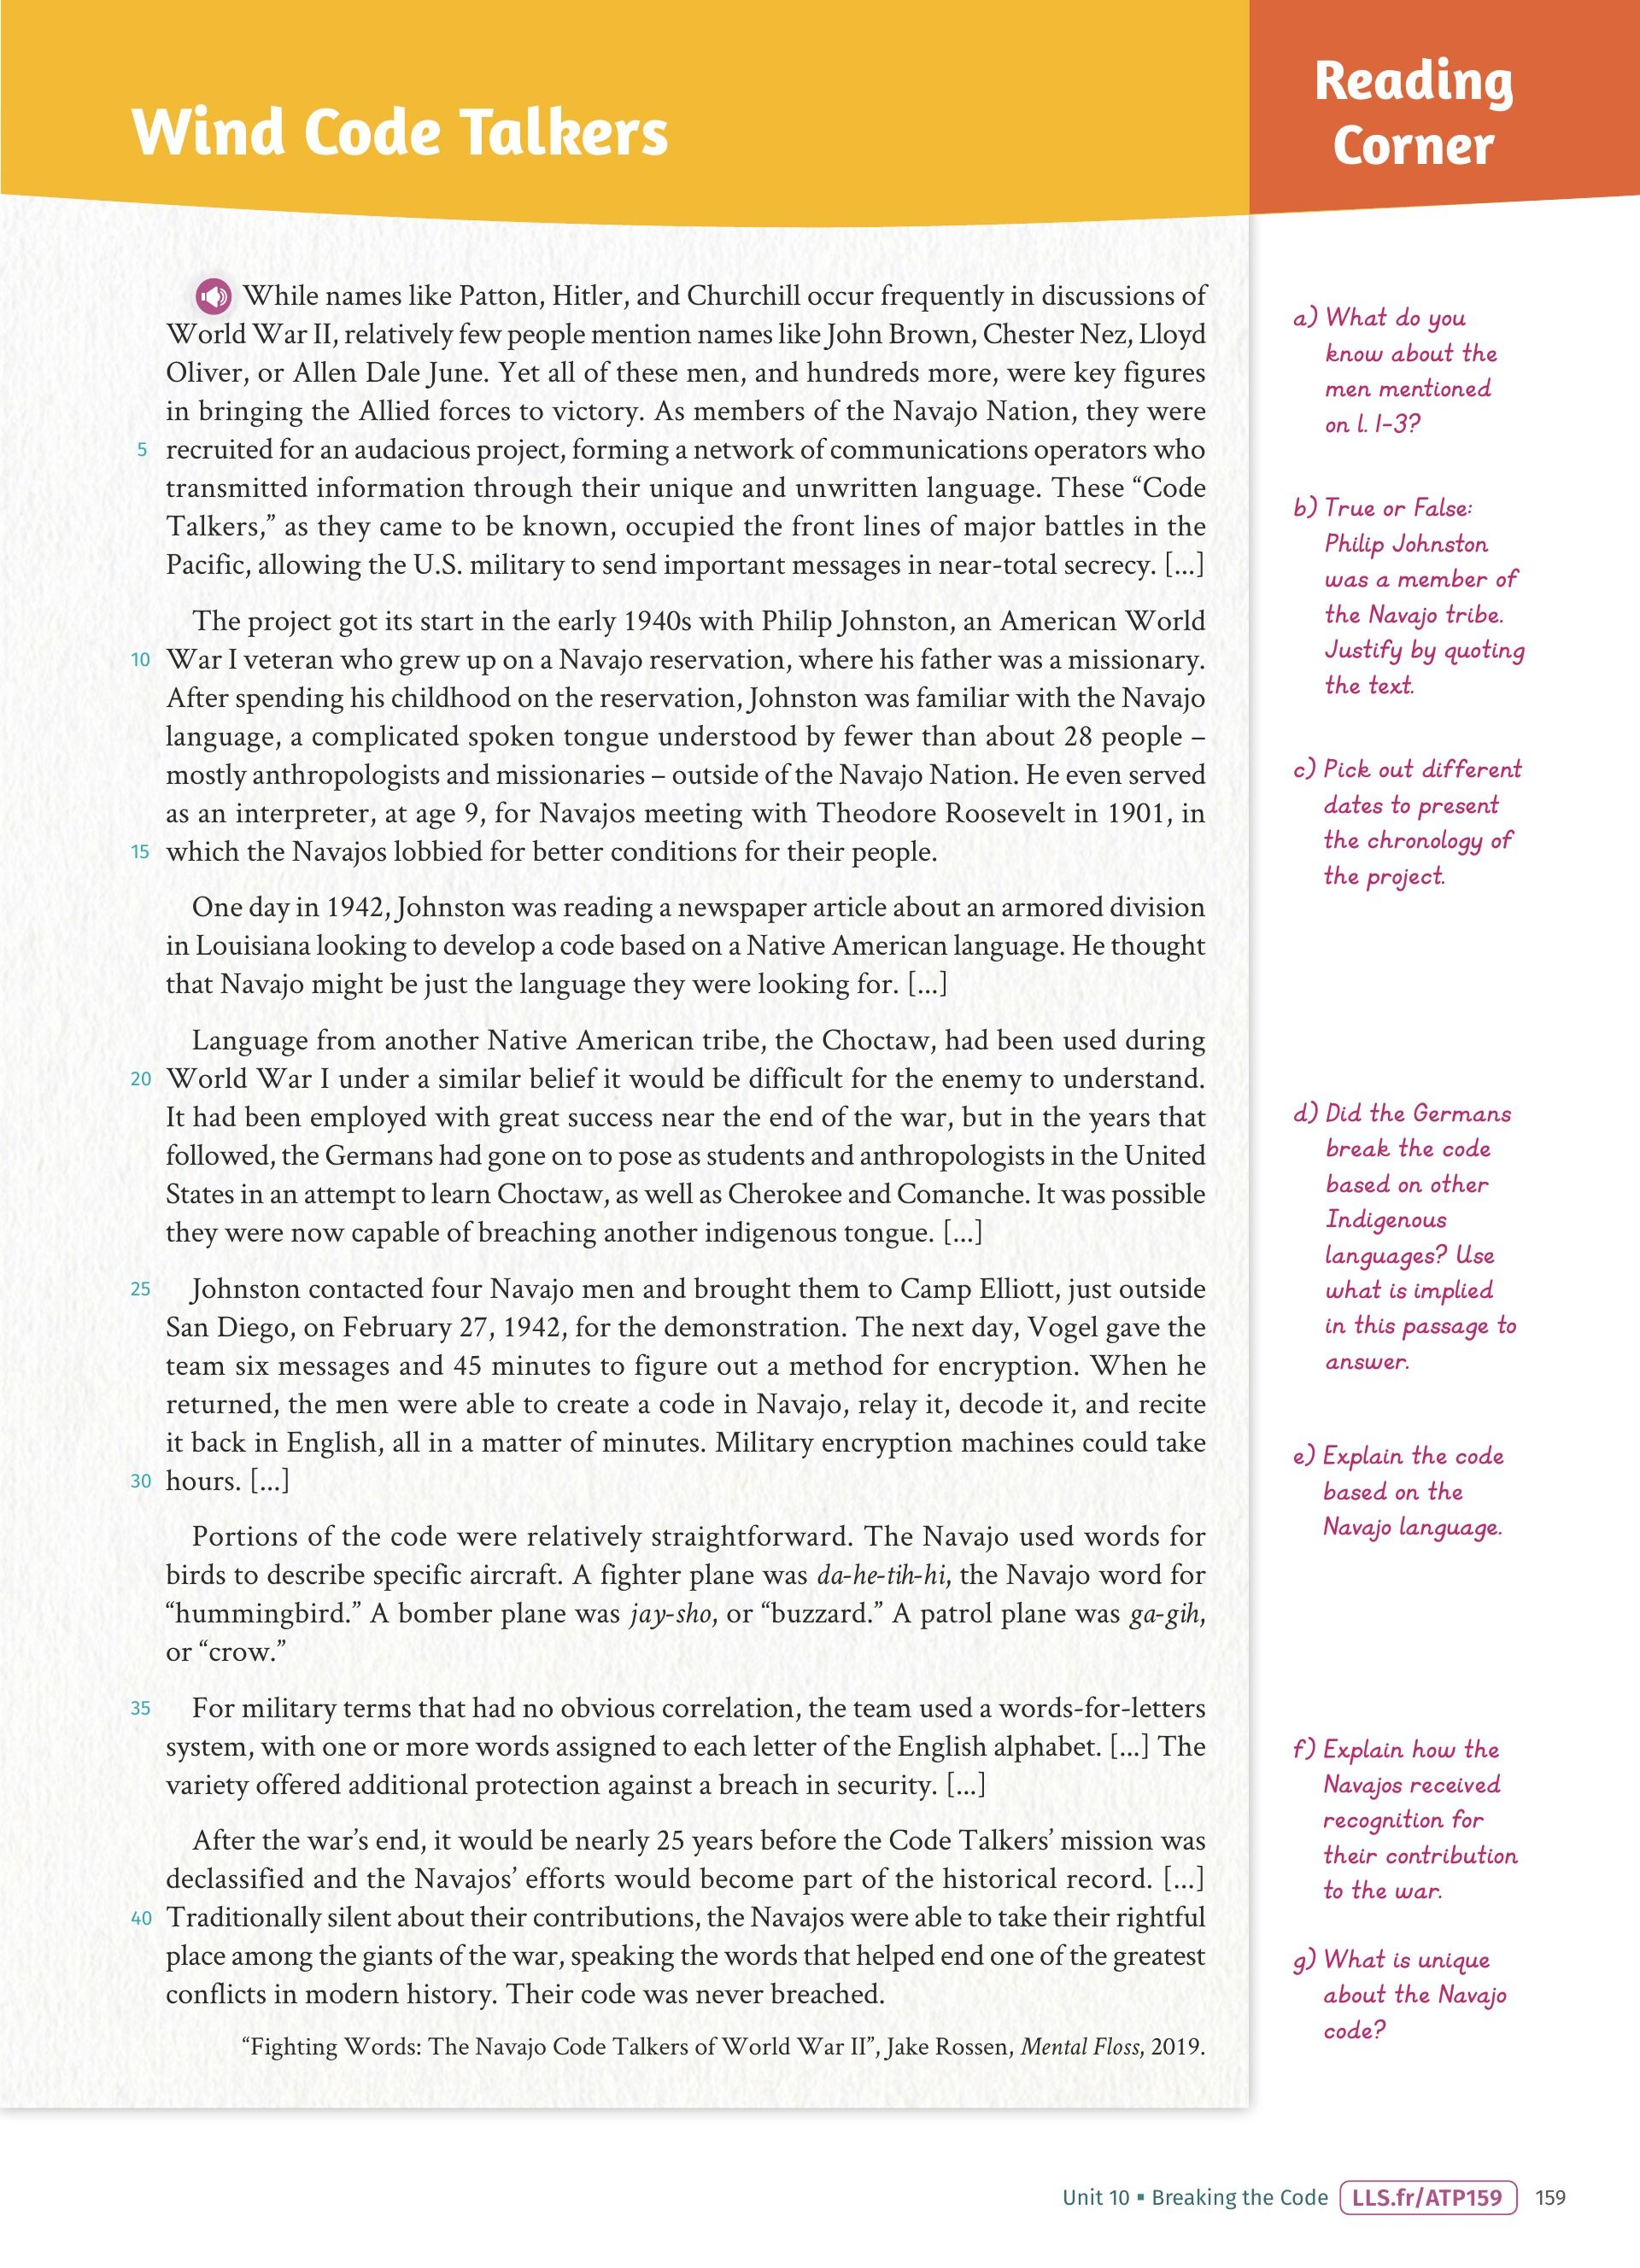 Wind Code Talkers
Reading
Corner
While names like Patton, Hitler, and Churchill occur frequently in discussions of
World War II, relatively few people mention names like John Brown, Chester Nez, Lloyd
Oliver, or Allen Dale June. Yet all of these men, and hundreds more, were key figures
in bringing the Allied forces to victory. As members of the Navajo Nation, they were
5 recruited for an audacious project, forming a network of communications operators who
transmitted information through their unique and unwritten language. These “Code
Talkers,” as they came to be known, occupied the front lines of major battles in the
Pacific, allowing the U.S. military to send important messages in near-total secrecy. [...]
The project got its start in the early 1940s with Philip Johnston, an American World
10 War I veteran who grew up on a Navajo reservation, where his father was a missionary.
After spending his childhood on the reservation, Johnston was familiar with the Navajo
language, a complicated spoken tongue understood by fewer than about 28 people –
mostly anthropologists and missionaries – outside of the Navajo Nation. He even served
as an interpreter, at age 9, for Navajos meeting with Theodore Roosevelt in 1901, in
15 which the Navajos lobbied for better conditions for their people.
One day in 1942, Johnston was reading a newspaper article about an armored division
in Louisiana looking to develop a code based on a Native American language. He thought
that Navajo might be just the language they were looking for. [...]
Language from another Native American tribe, the Choctaw, had been used during
20 World War I under a similar belief it would be difficult for the enemy to understand.
It had been employed with great success near the end of the war, but in the years that
followed, the Germans had gone on to pose as students and anthropologists in the United
States in an attempt to learn Choctaw, as well as Cherokee and Comanche. It was possible
they were now capable of breaching another indigenous tongue. [...]
25 Johnston contacted four Navajo men and brought them to Camp Elliott, just outside
San Diego, on February 27, 1942, for the demonstration. The next day, Vogel gave the
team six messages and 45 minutes to figure out a method for encryption. When he
returned, the men were able to create a code in Navajo, relay it, decode it, and recite
it back in English, all in a matter of minutes. Military encryption machines could take
30 hours. [...]
Portions of the code were relatively straightforward. The Navajo used words for
birds to describe specific aircraft. A fighter plane was da-he-tih-hi, the Navajo word for
“hummingbird.” A bomber plane was jay-sho, or “buzzard.” A patrol plane was ga-gih,
or “crow.”
35 For military terms that had no obvious correlation, the team used a words-for-letters
system, with one or more words assigned to each letter of the English alphabet. [...] The
variety offered additional protection against a breach in security. [...]
After the war’s end, it would be nearly 25 years before the Code Talkers’ mission was
declassified and the Navajos’ efforts would become part of the historical record. [...]
40 Traditionally silent about their contributions, the Navajos were able to take their rightful
place among the giants of the war, speaking the words that helped end one of the greatest
conflicts in modern history. Their code was never breached.
“Fighting Words: The Navajo Code Talkers of World War II”, Jake Rossen, Mental Floss, 2019.
a) What do you
know about the
men mentioned
on l. 1-3?
b) True or False:
Philip Johnston
was a member of
the Navajo tribe.
Justify by quoting
the text.
c) Pick out different
dates to present
the chronology of
the project.
d) Did the Germans
break the code
based on other
Indigenous
languages? Use
what is implied
in this passage to
answer.
e) Explain the code
based on the
Navajo language.
f) Explain how the
Navajos received
recognition for
their contribution
to the war.
g) What is unique
about the Navajo
code?
Unit 10 ▪ Breaking the Code LLS.fr/ATP159 159